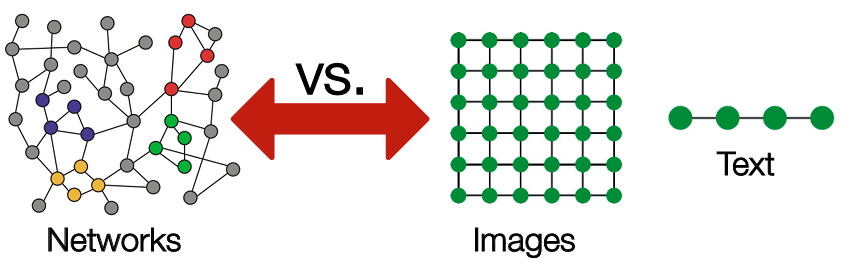 vs.
Networks
Images
Text